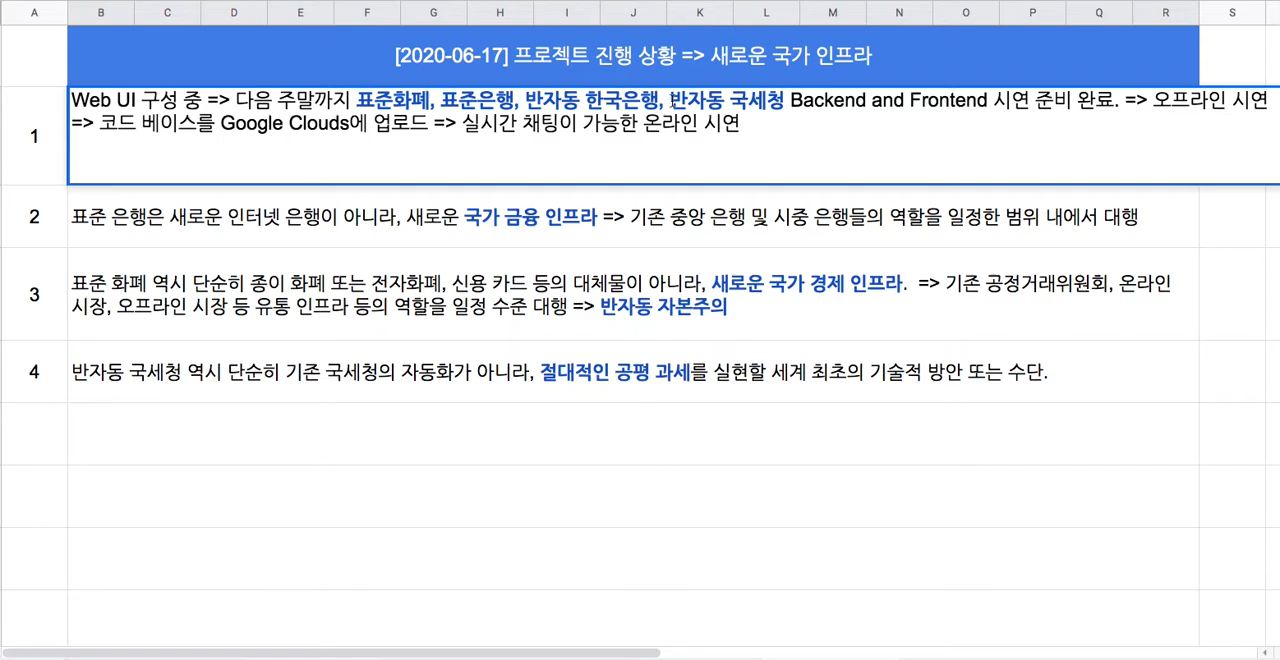 A B C D E F G H I J K L M N O P Q R S
[2020-06-17] 프로젝트 진행 상황 => 새로운 국가 인프라
1
Web UI 구성 중 => 다음 주말까지 표준화폐, 표준은행, 반자동 한국은행, 반자동 국세청 Backend and Frontend 시연 준비 완료. => 오프라인 시연
=> 코드 베이스를 Google Clouds에 업로드 => 실시간 채팅이 가능한 온라인 시연
2
표준 은행은 새로운 인터넷 은행이 아니라, 새로운 국가 금융 인프라 => 기존 중앙 은행 및 시중 은행들의 역할을 일정한 범위 내에서 대행
3
표준 화폐 역시 단순히 종이 화폐 또는 전자화폐, 신용 카드 등의 대체물이 아니라, 새로운 국가 경제 인프라. => 기존 공정거래위원회, 온라인
시장, 오프라인 시장 등 유통 인프라 등의 역할을 일정 수준 대행 => 반자동 자본주의
4
반자동 국세청 역시 단순히 기존 국세청의 자동화가 아니라, 절대적인 공평 과세를 실현할 세계 최초의 기술적 방안 또는 수단.